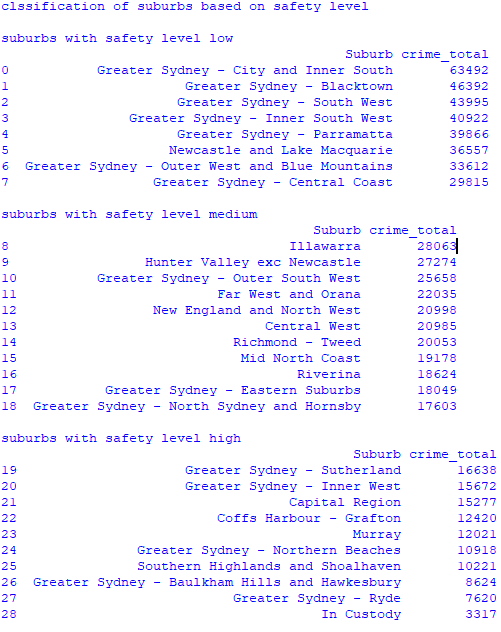 clssification of suburbs based on safety level
suburbs with safety level low
Suburb crime_total
0 Greater Sydney - City and Inner South 63492
1 Greater Sydney - Blacktown 46392
2 Greater Sydney - South West 43995
3 Greater Sydney - Inner South West 40922
4 Greater Sydney - Parramatta 39866
5 Newcastle and Lake Macquarie 36557
6 Greater Sydney - Outer West and Blue Mountains 33612
7 Greater Sydney - Central Coast 29815
suburbs with safety level medium
Suburb crime_total
8 Illawarra 28063
9 Hunter Valley exc Newcastle 27274
10 Greater Sydney - Outer South West 25658
11 Far West and Orana 22035
12 New England and North West 20998
13 Central West 20985
14 Richmond - Tweed 20053
15 Mid North Coast 19178
16 Riverina 18624
17 Greater Sydney - Eastern Suburbs 18049
18 Greater Sydney - North Sydney and Hornsby 17603
suburbs with safety level high
Suburb crime_total
19 Greater Sydney - Sutherland 16638
20 Greater Sydney - Inner West 15672
21 Capital Region 15277
22 Coffs Harbour - Grafton 12420
23 Murray 12021
24 Greater Sydney - Northern Beaches 10918
25 Southern Highlands and Shoalhaven 10221
26 Greater Sydney - Baulkham Hills and Hawkesbury 8624
27 Greater Sydney - Ryde 7620
28 In Custody 3317